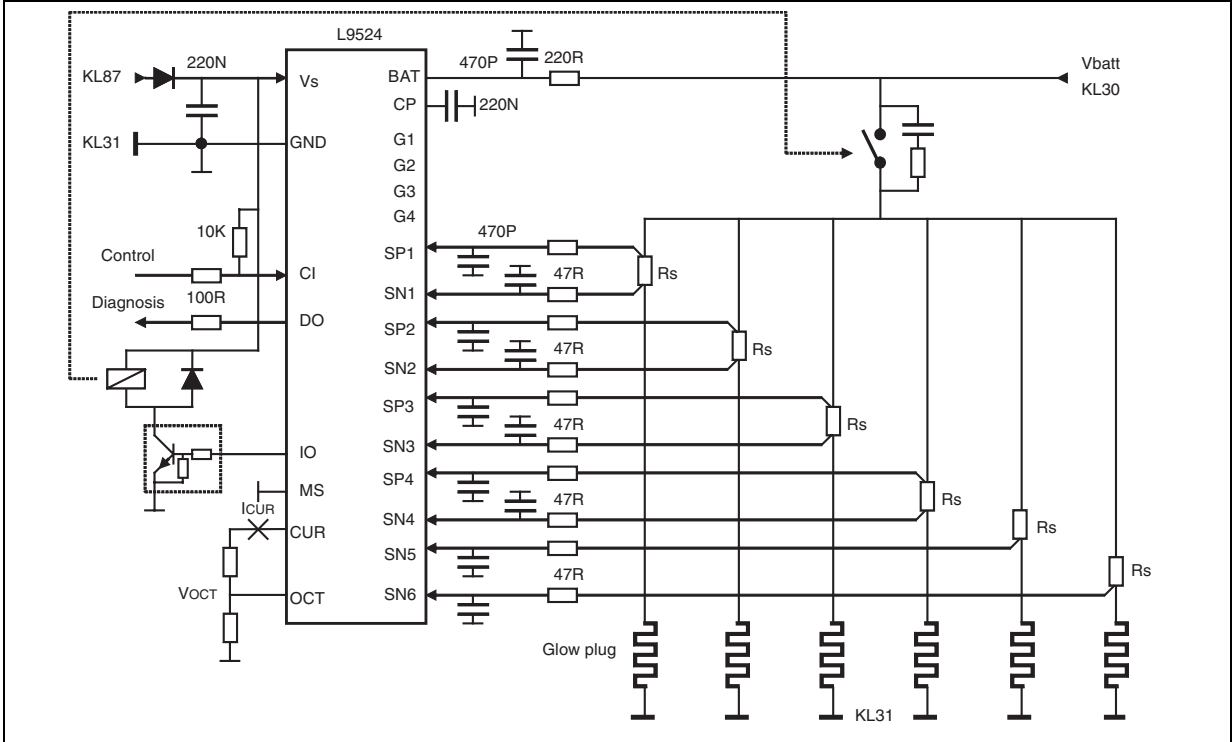 L9524
KL87
220N
Vs
BAT
470P
220R
Vbatt
KL30
CP
220N
KL31
GND
G1
G2
G3
G4
10K
Control
CI
SP1
470P
Rs
47R
SN1
Diagnosis
100R
DO
SP2
47R
Rs
SN2
SP3
47R
Rs
SN3
IO
SP4
MS
47R
Rs
SN4
ICUR
CUR
Rs
SN5
47R
Rs
VOCT
OCT
SN6
Glow plug
KL31